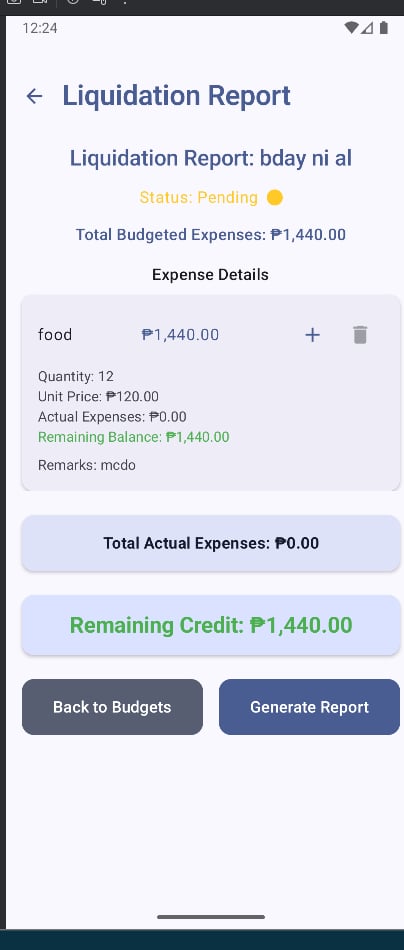 12:24
Liquidation Report
Liquidation Report: bday ni al
Status: Pending
Total Budgeted Expenses: ₱1,440.00
Expense Details
food ₱1,440.00
Quantity: 12
Unit Price: ₱120.00
Actual Expenses: ₱0.00
Remaining Balance: ₱1,440.00
Remarks: mcdo
Total Actual Expenses: ₱0.00
Remaining Credit: ₱1,440.00
Back to Budgets Generate Report